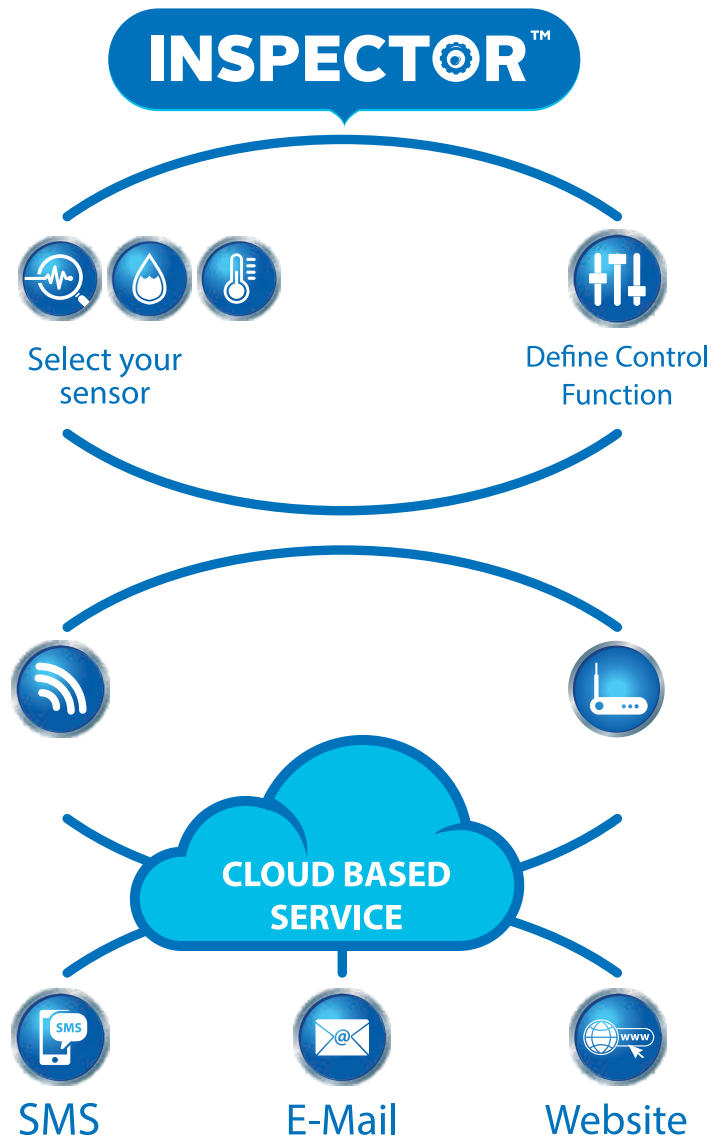 INSPECTOR™
Select your
sensor
Define Control
Function
CLOUD BASED
SERVICE
SMS
@
www
SMS
E-Mail
Website